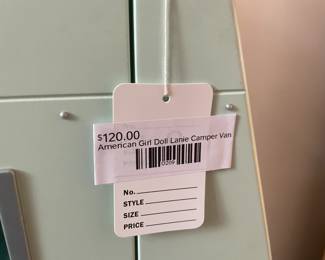 $120.00
American Girl Doll Lanie Camper Van
No.
STYLE
SIZE
PRICE